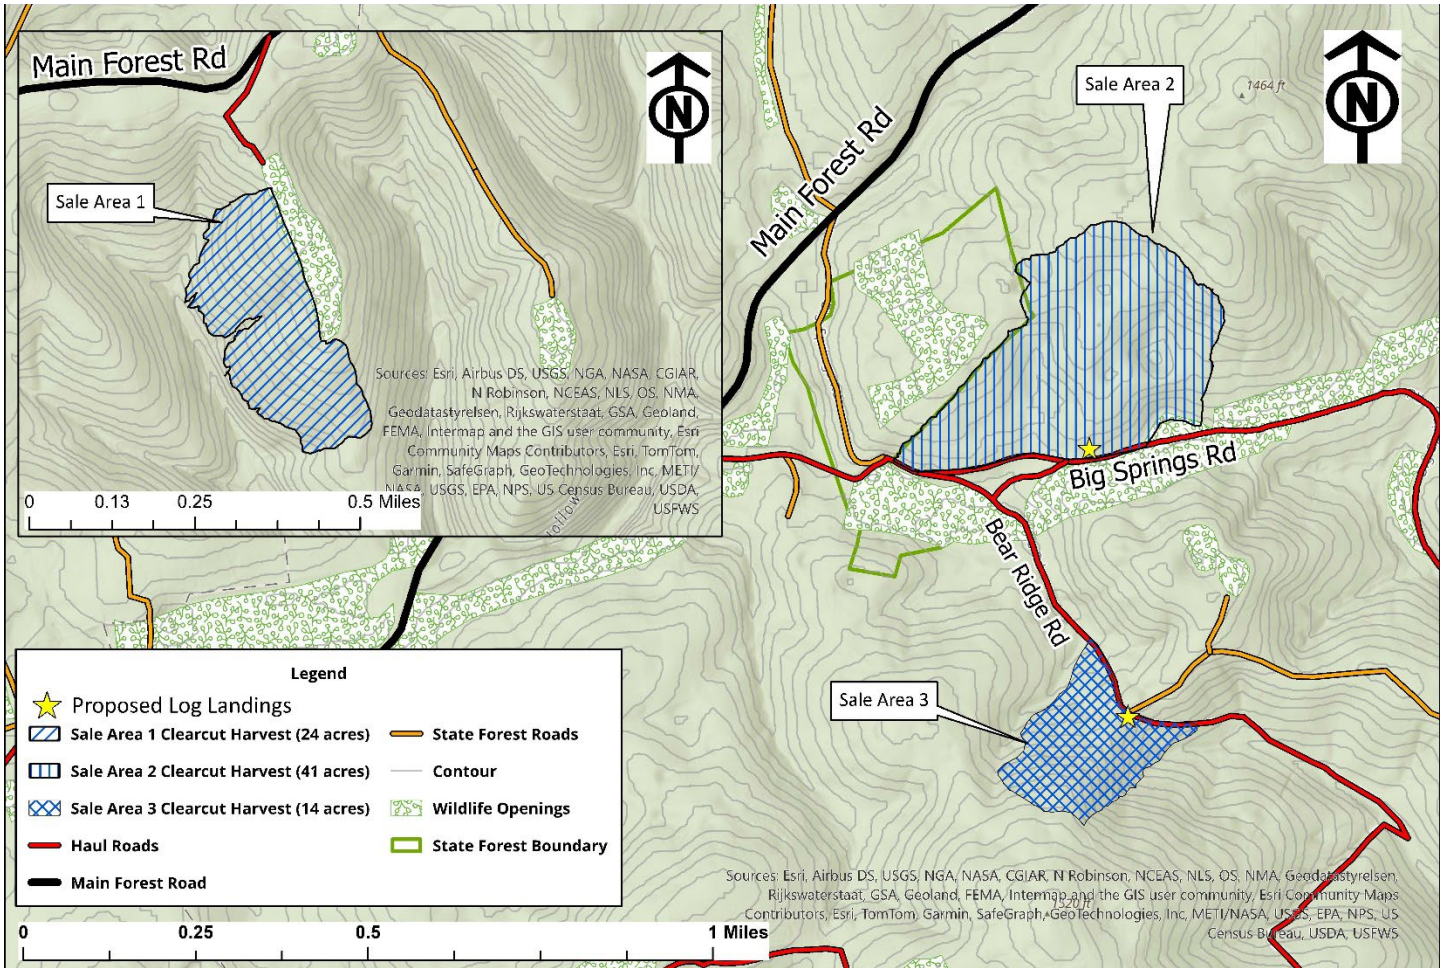 Main Forest Rd
N
Sale Area 1
Sources: Esri, Airbus DS, USGS, NGA, NASA, CGIAR,
N Robinson, NCEAS, NLS, OS, NMA,
Geodatastyrelsen, Rijkswaterstaat, GSA, Geoland,
FEMA, Intermap and the GIS user community, Esri
Community Maps Contributors, Esri, TomTom,
Garmin, SafeGraph, GeoTechnologies, Inc, METI/
NASA, USGS, EPA, NPS, US Census Bureau, USDA,
USFWS
0 0.13 0.25 0.5 Miles
Hollow
Sale Area 2
1464 ft
N
Main Forest Rd
Big Springs Rd
Bear Ridge Rd
Sale Area 3
Legend
Proposed Log Landings
Sale Area 1 Clearcut Harvest (24 acres)
Sale Area 2 Clearcut Harvest (41 acres)
Sale Area 3 Clearcut Harvest (14 acres)
Haul Roads
Main Forest Road
State Forest Roads
Contour
Wildlife Openings
State Forest Boundary
Sources: Esri, Airbus DS, USGS, NGA, NASA, CGIAR, N Robinson, NCEAS, NLS, OS, NMA, Geodatastyrelsen,
Rijkswaterstaat, GSA, Geoland, FEMA, Intermap and the GIS user community, Esri Community Maps
Contributors, Esri, TomTom, Garmin, SafeGraph, GeoTechnologies, Inc, METI/NASA, USGS, EPA, NPS, US
Census Bureau, USDA, USFWS
1520 ft
0 0.25 0.5 1 Miles